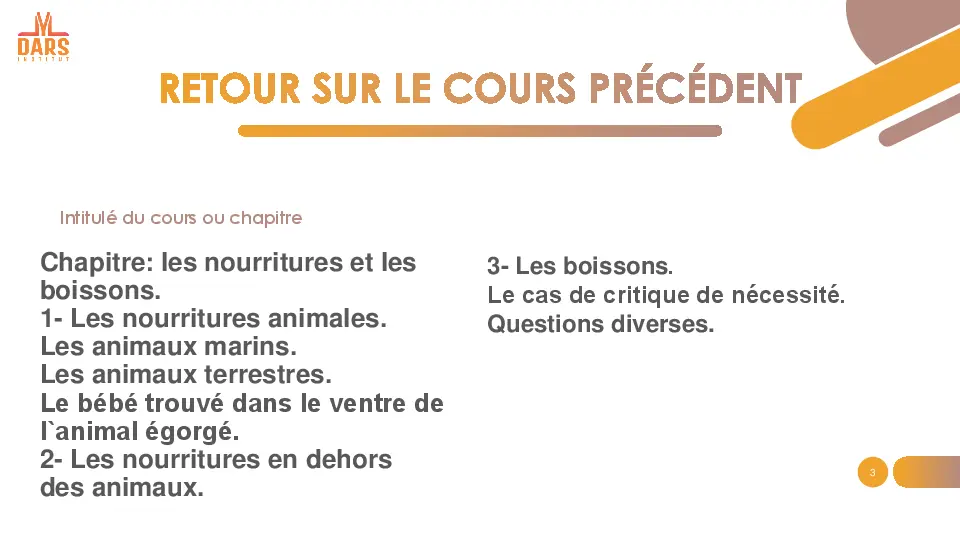 DARS
INSTITUT
RETOUR SUR LE COURS PRÉCÉDENT
Intitulé du cours ou chapitre
Chapitre: les nourritures et les
boissons.
1- Les nourritures animales.
Les animaux marins.
Les animaux terrestres.
Le bébé trouvé dans le ventre de
l`animal égorgé.
2- Les nourritures en dehors
des animaux.
3- Les boissons.
Le cas de critique de nécessité.
Questions diverses.
3